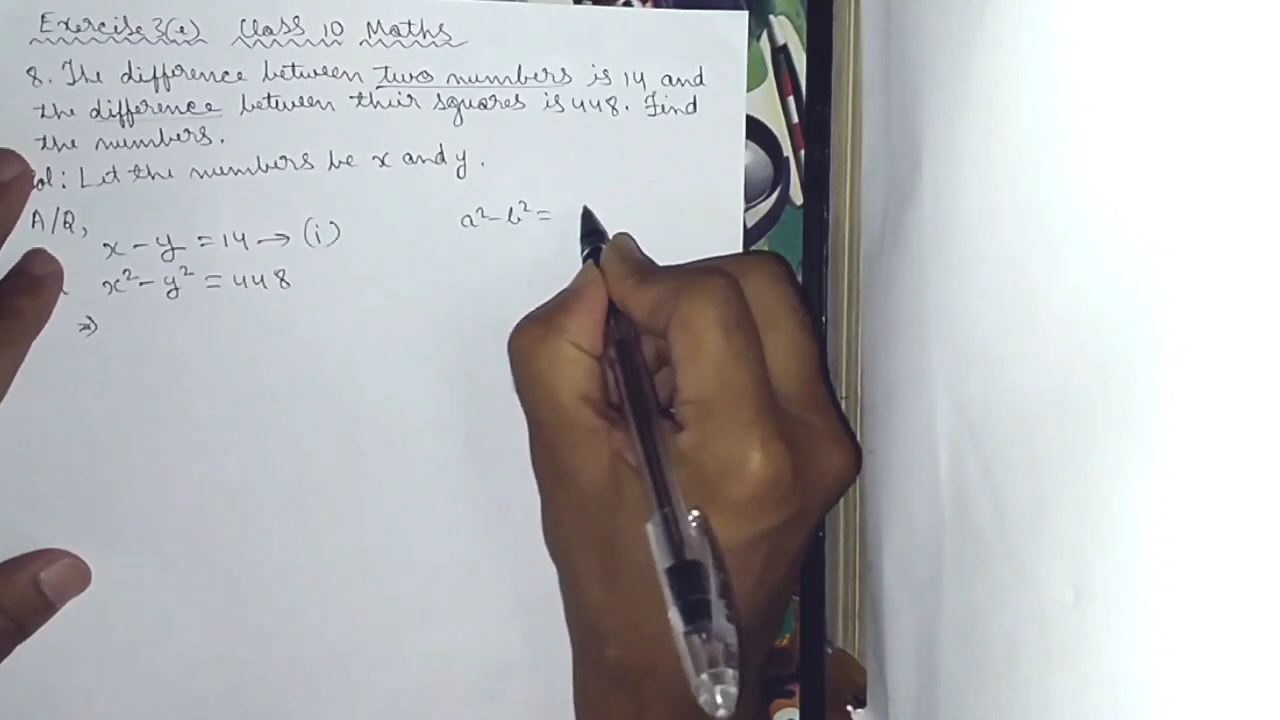 Exercise 3(e) Class 10 Maths
8. The difference between two numbers is 14 and
the difference between their squares is 448. Find
the numbers.
ol: Let the numbers be x and y.
A/Q,
x - y = 14 → (i)
x² - y² = 448
⇒
a² - b² =